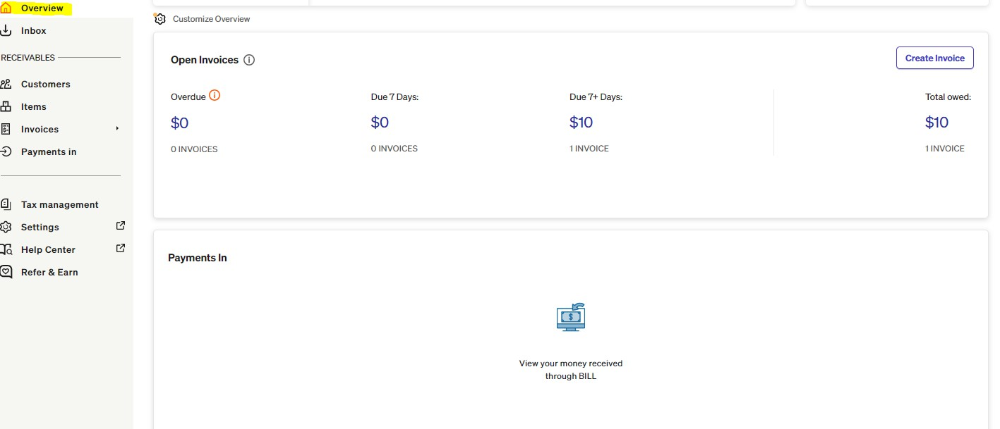 Overview
Inbox
RECEIVABLES
Customers
Items
Invoices
Payments in
Tax management
Settings
Help Center
Refer & Earn
Customize Overview
Open Invoices
Create Invoice
Overdue
$0
0 INVOICES
Due 7 Days:
$0
0 INVOICES
Due 7+ Days:
$10
1 INVOICE
Total owed:
$10
1 INVOICE
Payments In
$
View your money received
through BILL